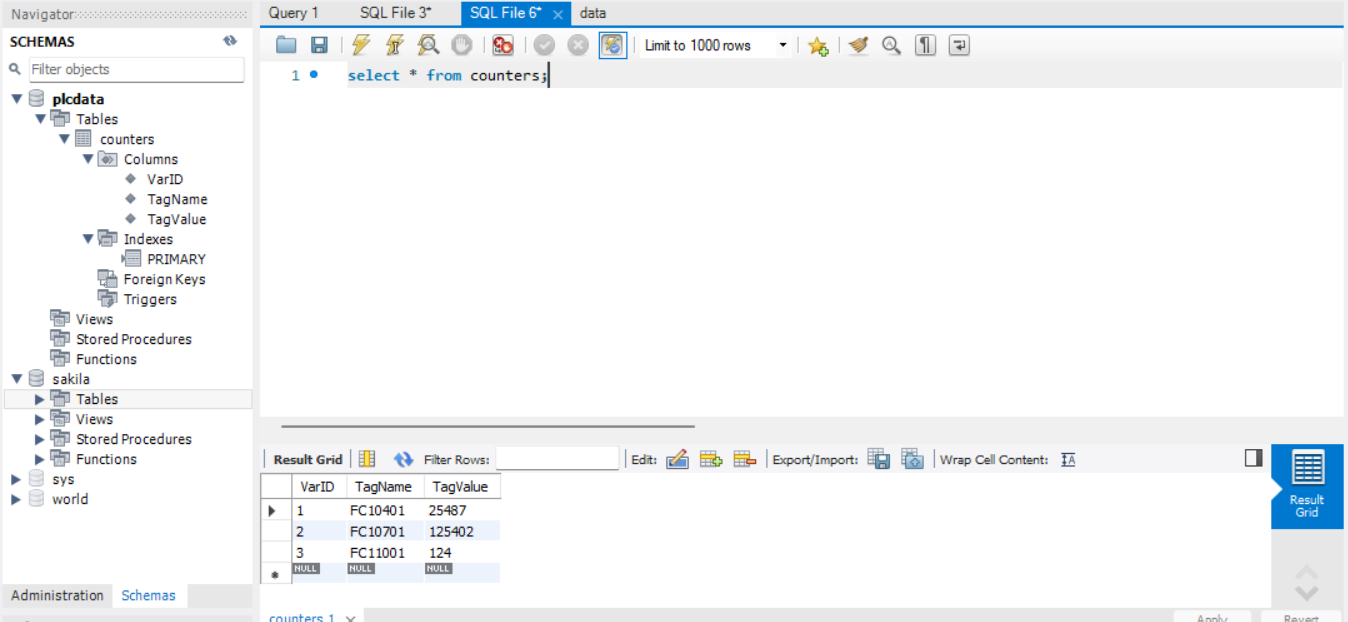 Navigator
Query 1 SQL File 3* SQL File 6* data
SCHEMAS
Filter objects
Limit to 1000 rows
1 select * from counters;
plcdata
Tables
counters
Columns
VarID
TagName
TagValue
Indexes
PRIMARY
Foreign Keys
Triggers
Views
Stored Procedures
Functions
sakila
Tables
Views
Stored Procedures
Functions
sys
world
Administration Schemas
Result Grid Filter Rows: Edit: Export/Import: Wrap Cell Content:
VarID TagName TagValue
1 FC10401 25487
2 FC10701 125402
3 FC11001 124
NULL NULL NULL
Result
Grid
counters 1
Apply Revert